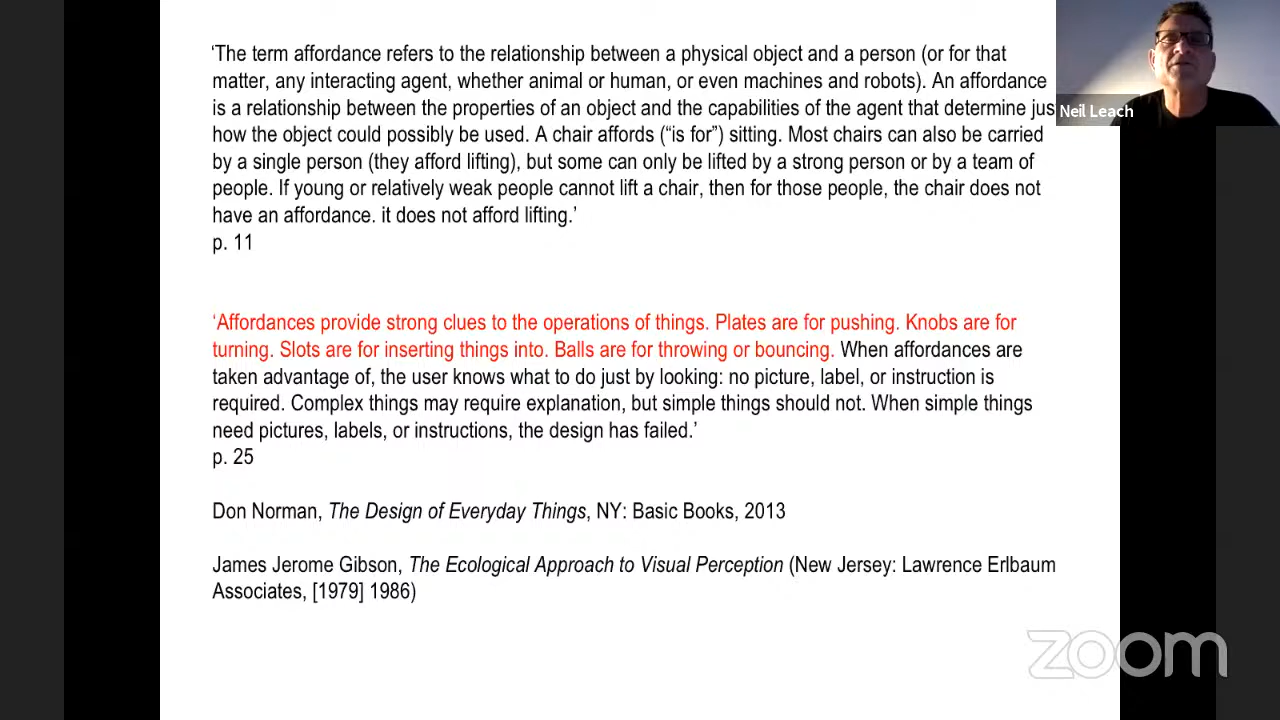 ‘The term affordance refers to the relationship between a physical object and a person (or for that
matter, any interacting agent, whether animal or human, or even machines and robots). An affordance
is a relationship between the properties of an object and the capabilities of the agent that determine jus
how the object could possibly be used. A chair affords (“is for”) sitting. Most chairs can also be carried
by a single person (they afford lifting), but some can only be lifted by a strong person or by a team of
people. If young or relatively weak people cannot lift a chair, then for those people, the chair does not
have an affordance. it does not afford lifting.’
p. 11
‘Affordances provide strong clues to the operations of things. Plates are for pushing. Knobs are for
turning. Slots are for inserting things into. Balls are for throwing or bouncing. When affordances are
taken advantage of, the user knows what to do just by looking: no picture, label, or instruction is
required. Complex things may require explanation, but simple things should not. When simple things
need pictures, labels, or instructions, the design has failed.’
p. 25
Don Norman, The Design of Everyday Things, NY: Basic Books, 2013
James Jerome Gibson, The Ecological Approach to Visual Perception (New Jersey: Lawrence Erlbaum
Associates, [1979] 1986)
Neil Leach
zoom